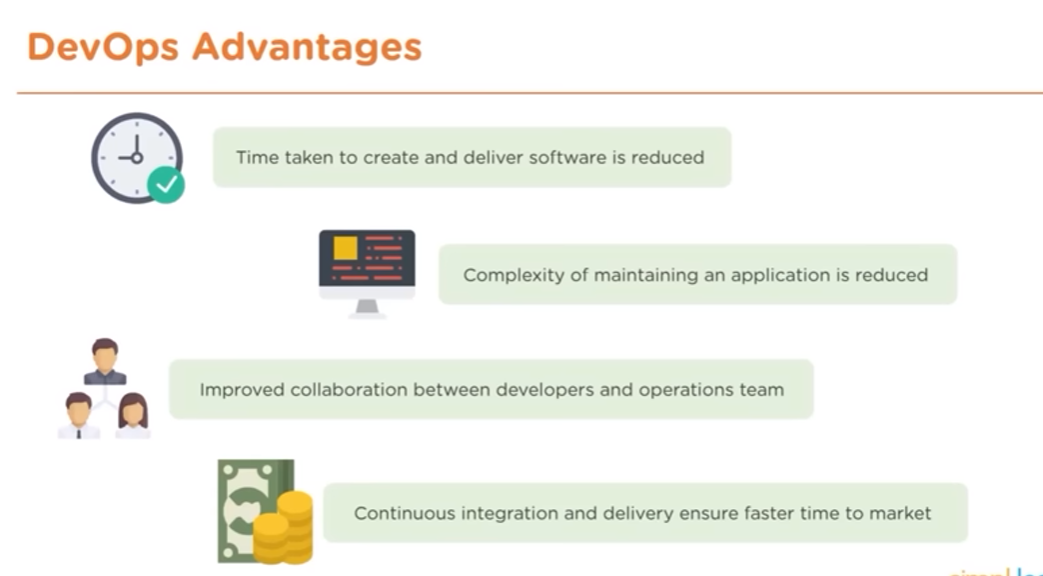 DevOps Advantages
Time taken to create and deliver software is reduced
Complexity of maintaining an application is reduced
Improved collaboration between developers and operations team
Continuous integration and delivery ensure faster time to market